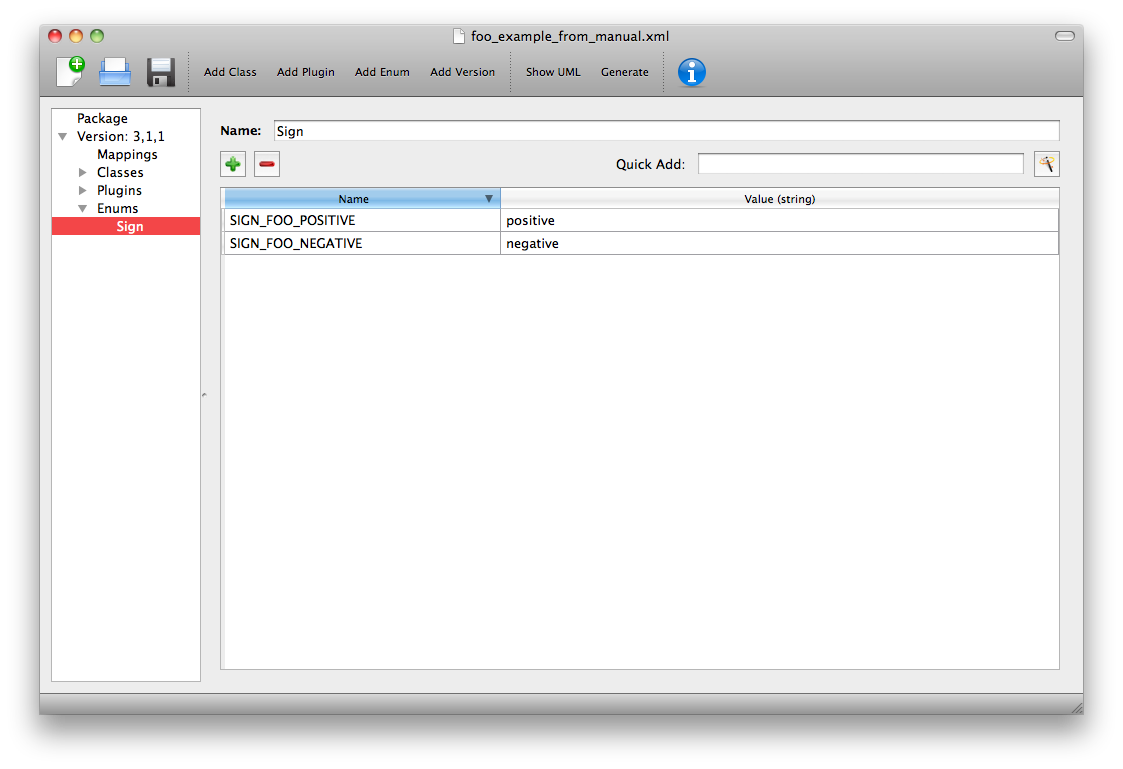 foo_example_from_manual.xml
Add Class Add Plugin Add Enum Add Version Show UML Generate
Package
Version: 3,1,1
Mappings
Classes
Plugins
Enums
Sign
Name: Sign
Quick Add:
Name Value (string)
SIGN_FOO_POSITIVE positive
SIGN_FOO_NEGATIVE negative